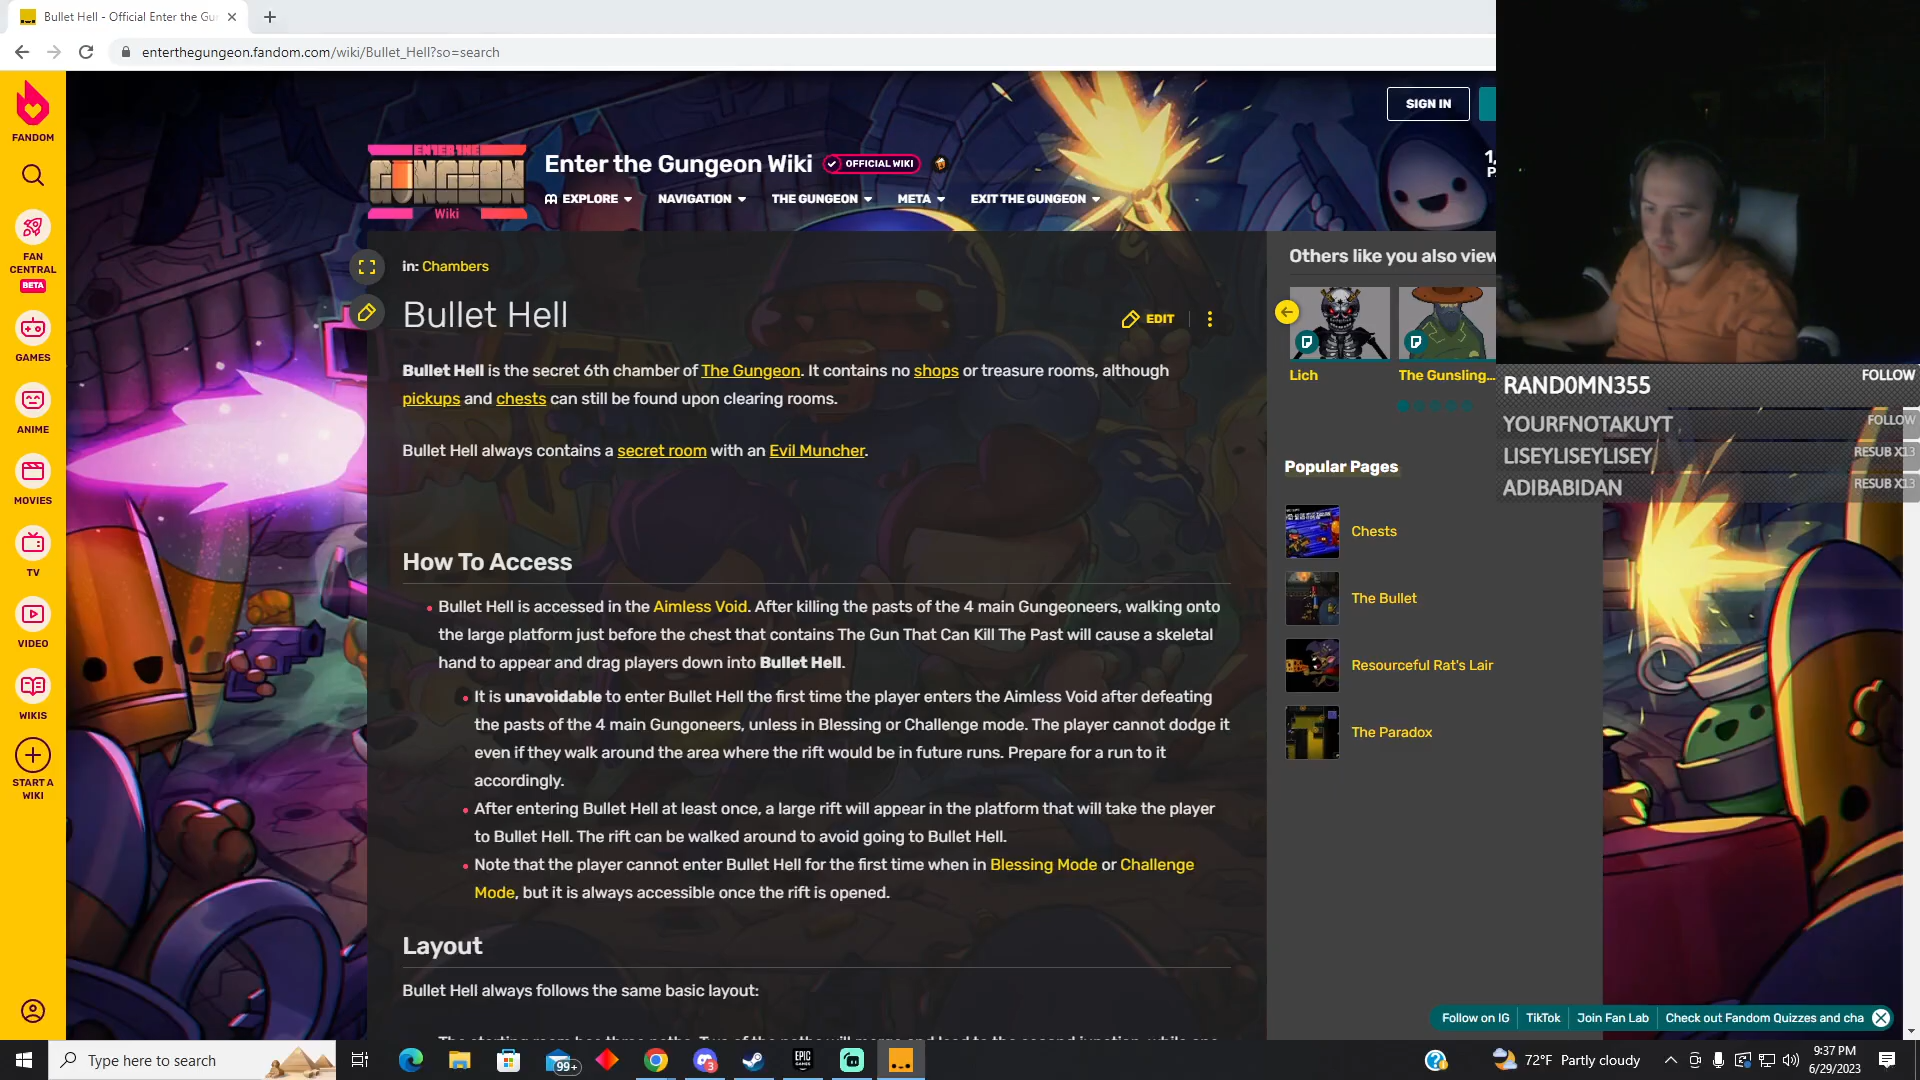 Bullet Hell - Official Enter the Gu
enterthegungeon.fandom.com/wiki/Bullet_Hell?so=search
FANDOM
FAN CENTRAL
BETA
GAMES
ANIME
MOVIES
TV
VIDEO
WIKIS
START A WIKI
SIGN IN
ENTER THE
GUNGEON
Wiki
Enter the Gungeon Wiki
OFFICIAL WIKI
EXPLORE
NAVIGATION
THE GUNGEON
META
EXIT THE GUNGEON
in: Chambers
Bullet Hell
EDIT
Bullet Hell is the secret 6th chamber of The Gungeon. It contains no shops or treasure rooms, although
pickups and chests can still be found upon clearing rooms.
Bullet Hell always contains a secret room with an Evil Muncher.
How To Access
Bullet Hell is accessed in the Aimless Void. After killing the pasts of the 4 main Gungeoneers, walking onto
the large platform just before the chest that contains The Gun That Can Kill The Past will cause a skeletal
hand to appear and drag players down into Bullet Hell.
It is unavoidable to enter Bullet Hell the first time the player enters the Aimless Void after defeating
the pasts of the 4 main Gungoneers, unless in Blessing or Challenge mode. The player cannot dodge it
even if they walk around the area where the rift would be in future runs. Prepare for a run to it
accordingly.
After entering Bullet Hell at least once, a large rift will appear in the platform that will take the player
to Bullet Hell. The rift can be walked around to avoid going to Bullet Hell.
Note that the player cannot enter Bullet Hell for the first time when in Blessing Mode or Challenge
Mode, but it is always accessible once the rift is opened.
Layout
Bullet Hell always follows the same basic layout:
Others like you also view
Lich
The Gunsling...
Popular Pages
Chests
The Bullet
Resourceful Rat's Lair
The Paradox
RAND0MN355 FOLLOW
YOURFNOTAKUYT FOLLOW
LISEYLISEYLISEY RESUB X13
ADIBABIDAN RESUB X13
Follow on IG
TikTok
Join Fan Lab
Check out Fandom Quizzes and cha
Type here to search
99+
EPIC GAMES
3
72°F Partly cloudy
9:37 PM
6/29/2023